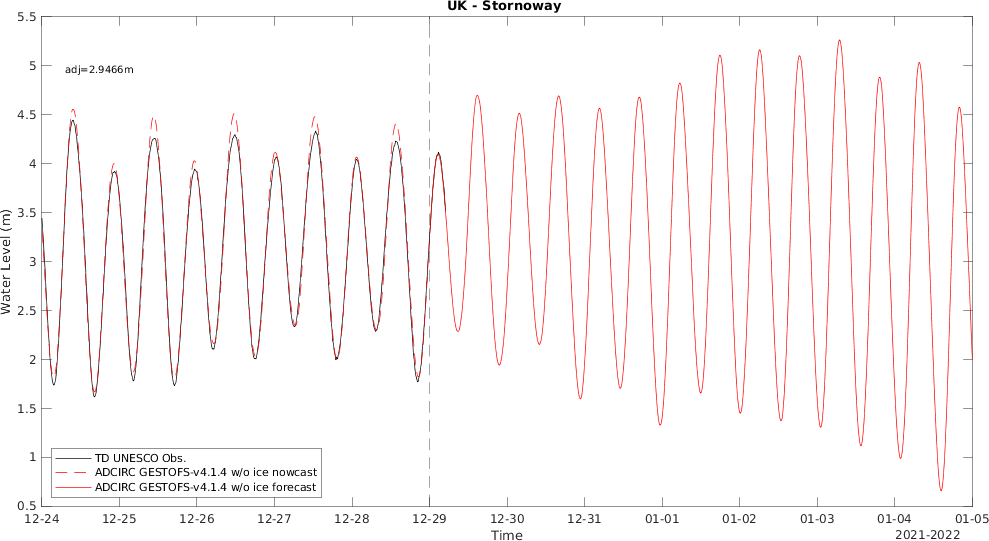 UK - Stornoway
adj=2.9466m
5.5
5
4.5
4
3.5
3
2.5
2
1.5
1
0.5
Water Level (m)
TD UNESCO Obs.
ADCIRC GESTOFS-v4.1.4 w/o ice nowcast
ADCIRC GESTOFS-v4.1.4 w/o ice forecast
12-24 12-25 12-26 12-27 12-28 12-29 12-30 12-31 01-01 01-02 01-03 01-04 01-05
Time
2021-2022